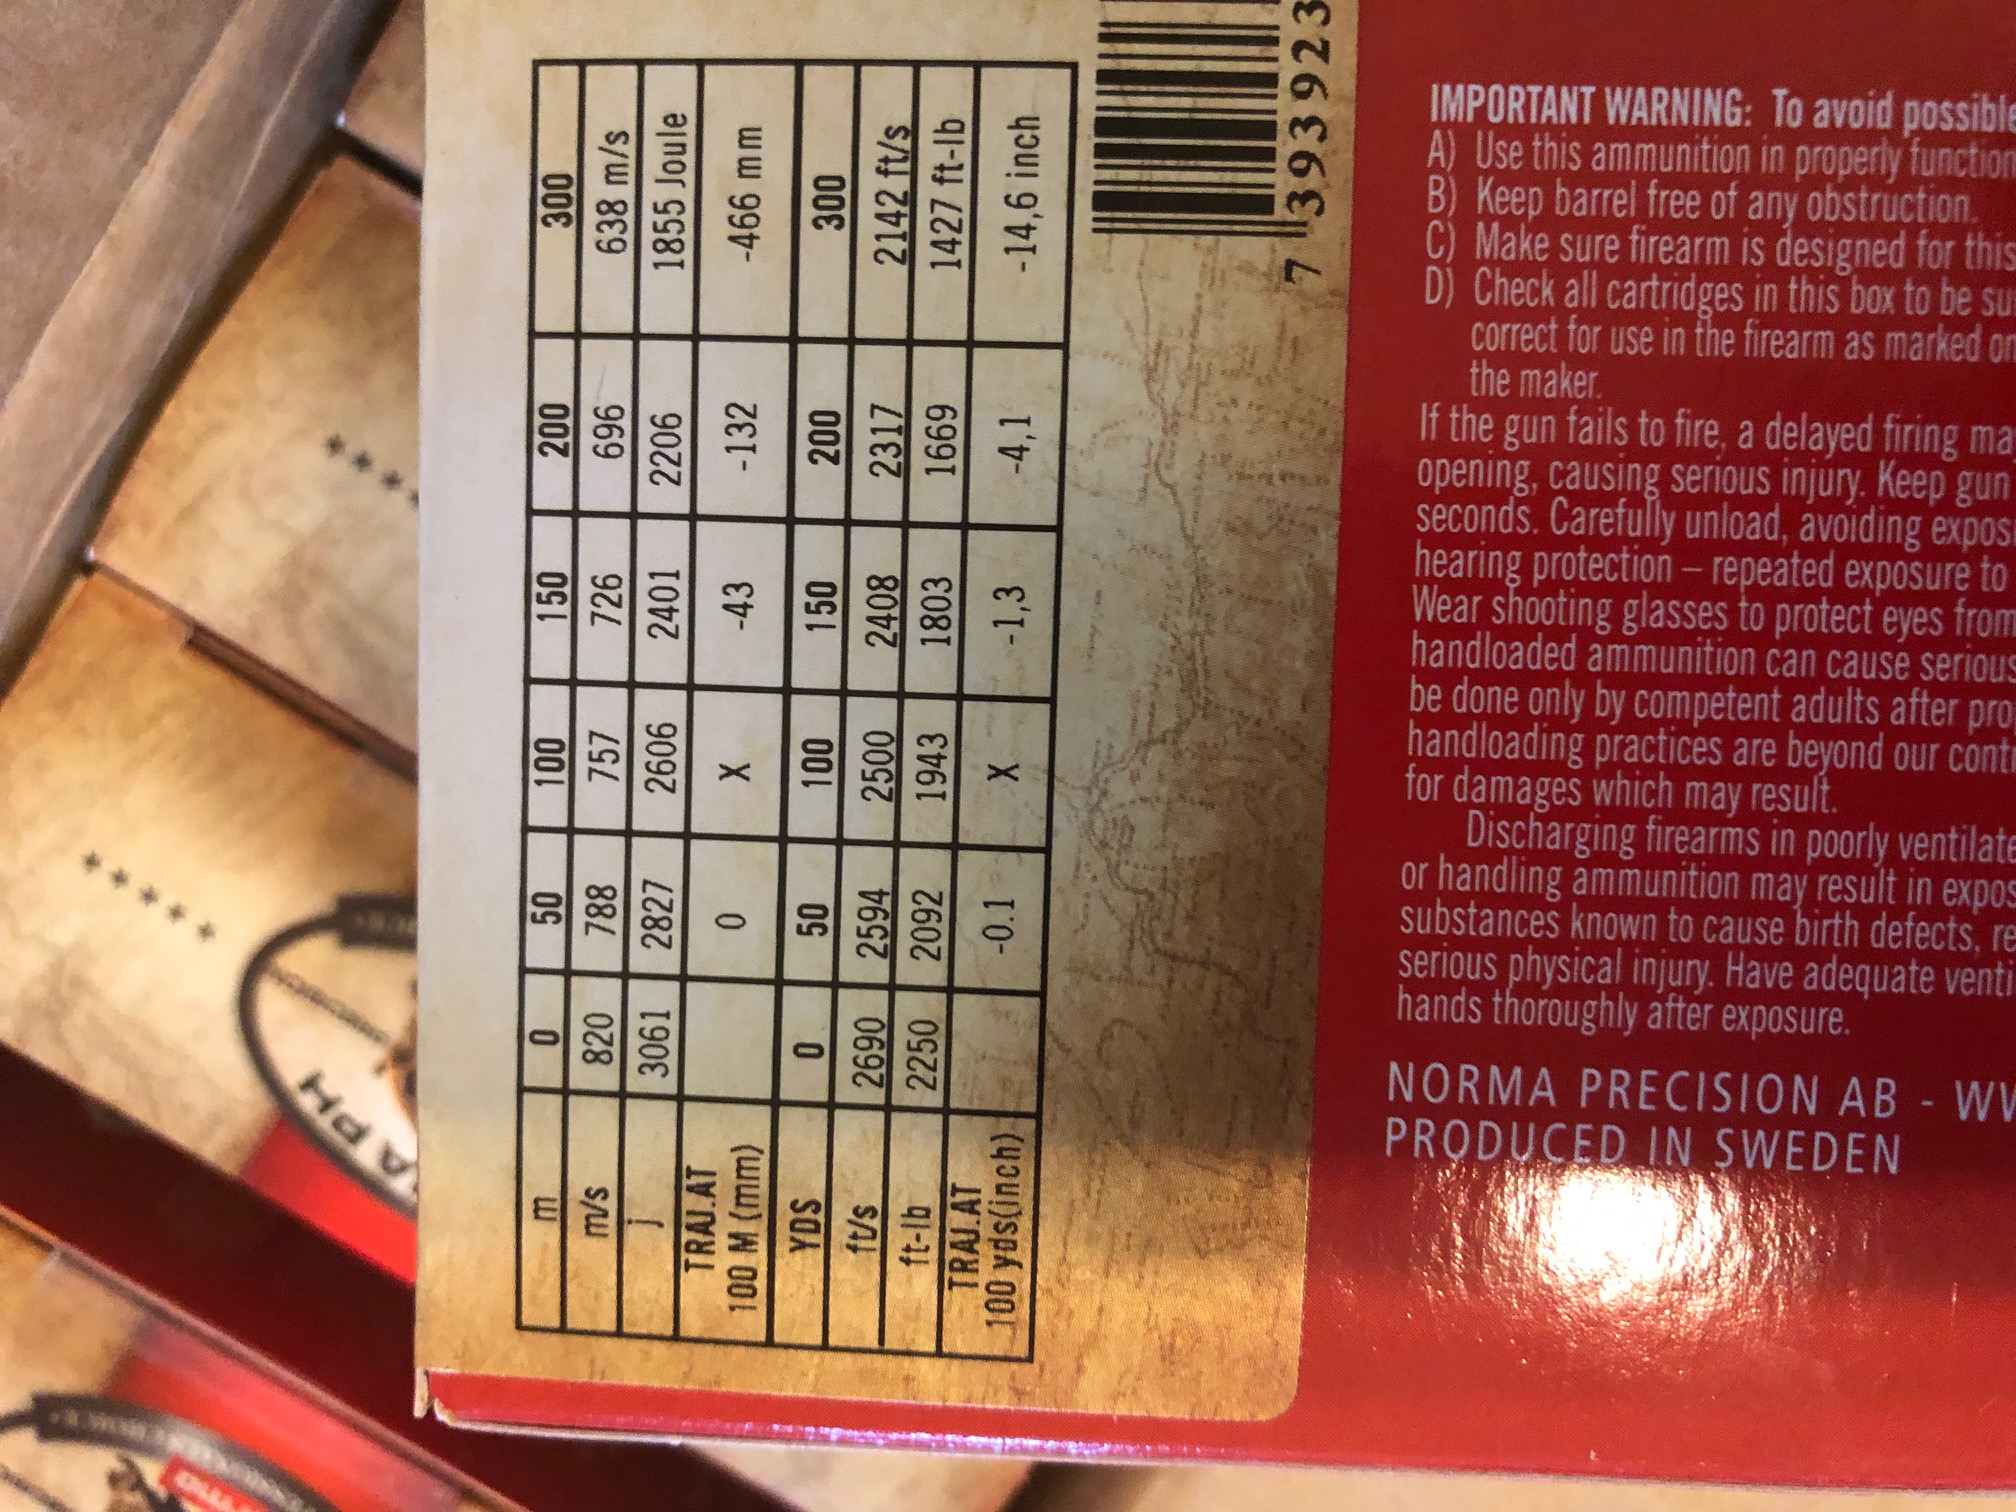 m 0 50 100 150 200 300
m/s 820 788 757 726 696 638 m/s
j 3061 2827 2606 2401 2206 1855 Joule
TRAJ.AT
100 M (mm) 0 X -43 -132 -466 mm
YDS 0 50 100 150 200 300
ft/s 2690 2594 2500 2408 2317 2142 ft/s
ft-lb 2250 2092 1943 1803 1669 1427 ft-lb
TRAJ.AT
100 yds(inch) -0.1 X -1,3 -4,1 -14,6 inch
7 393923
IMPORTANT WARNING: To avoid possible
A) Use this ammunition in properly function
B) Keep barrel free of any obstruction.
C) Make sure firearm is designed for this
D) Check all cartridges in this box to be su
correct for use in the firearm as marked on
the maker.
If the gun fails to fire, a delayed firing ma
opening, causing serious injury. Keep gun
seconds. Carefully unload, avoiding expos
hearing protection – repeated exposure to
Wear shooting glasses to protect eyes from
handloaded ammunition can cause serious
be done only by competent adults after pro
handloading practices are beyond our cont
for damages which may result.
Discharging firearms in poorly ventilate
or handling ammunition may result in expos
substances known to cause birth defects, re
serious physical injury. Have adequate venti
hands thoroughly after exposure.
NORMA PRECISION AB - WW
PRODUCED IN SWEDEN
APH